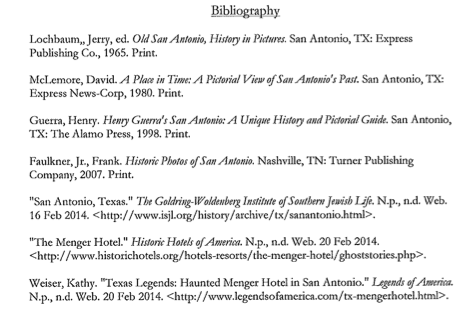 Bibliography
Lochbaum,, Jerry, ed. Old San Antonio, History in Pictures. San Antonio, TX: Express
Publishing Co., 1965. Print.
McLemore, David. A Place in Time: A Pictorial View of San Antonio's Past. San Antonio, TX:
Express News-Corp, 1980. Print.
Guerra, Henry. Henry Guerra's San Antonio: A Unique History and Pictorial Guide. San Antonio,
TX: The Alamo Press, 1998. Print.
Faulkner, Jr., Frank. Historic Photos of San Antonio. Nashville, TN: Turner Publishing
Company, 2007. Print.
"San Antonio, Texas." The Goldring-Woldenberg Institute of Southern Jewish Life. N.p., n.d. Web.
16 Feb 2014. <http://www.isjl.org/history/archive/tx/sanantonio.html>.
"The Menger Hotel." Historic Hotels of America. N.p., n.d. Web. 20 Feb 2014.
<http://www.historichotels.org/hotels-resorts/the-menger-hotel/ghoststories.php>.
Weiser, Kathy. "Texas Legends: Haunted Menger Hotel in San Antonio." Legends of America.
N.p., n.d. Web. 20 Feb 2014. <http://www.legendsofamerica.com/tx-mengerhotel.html>.